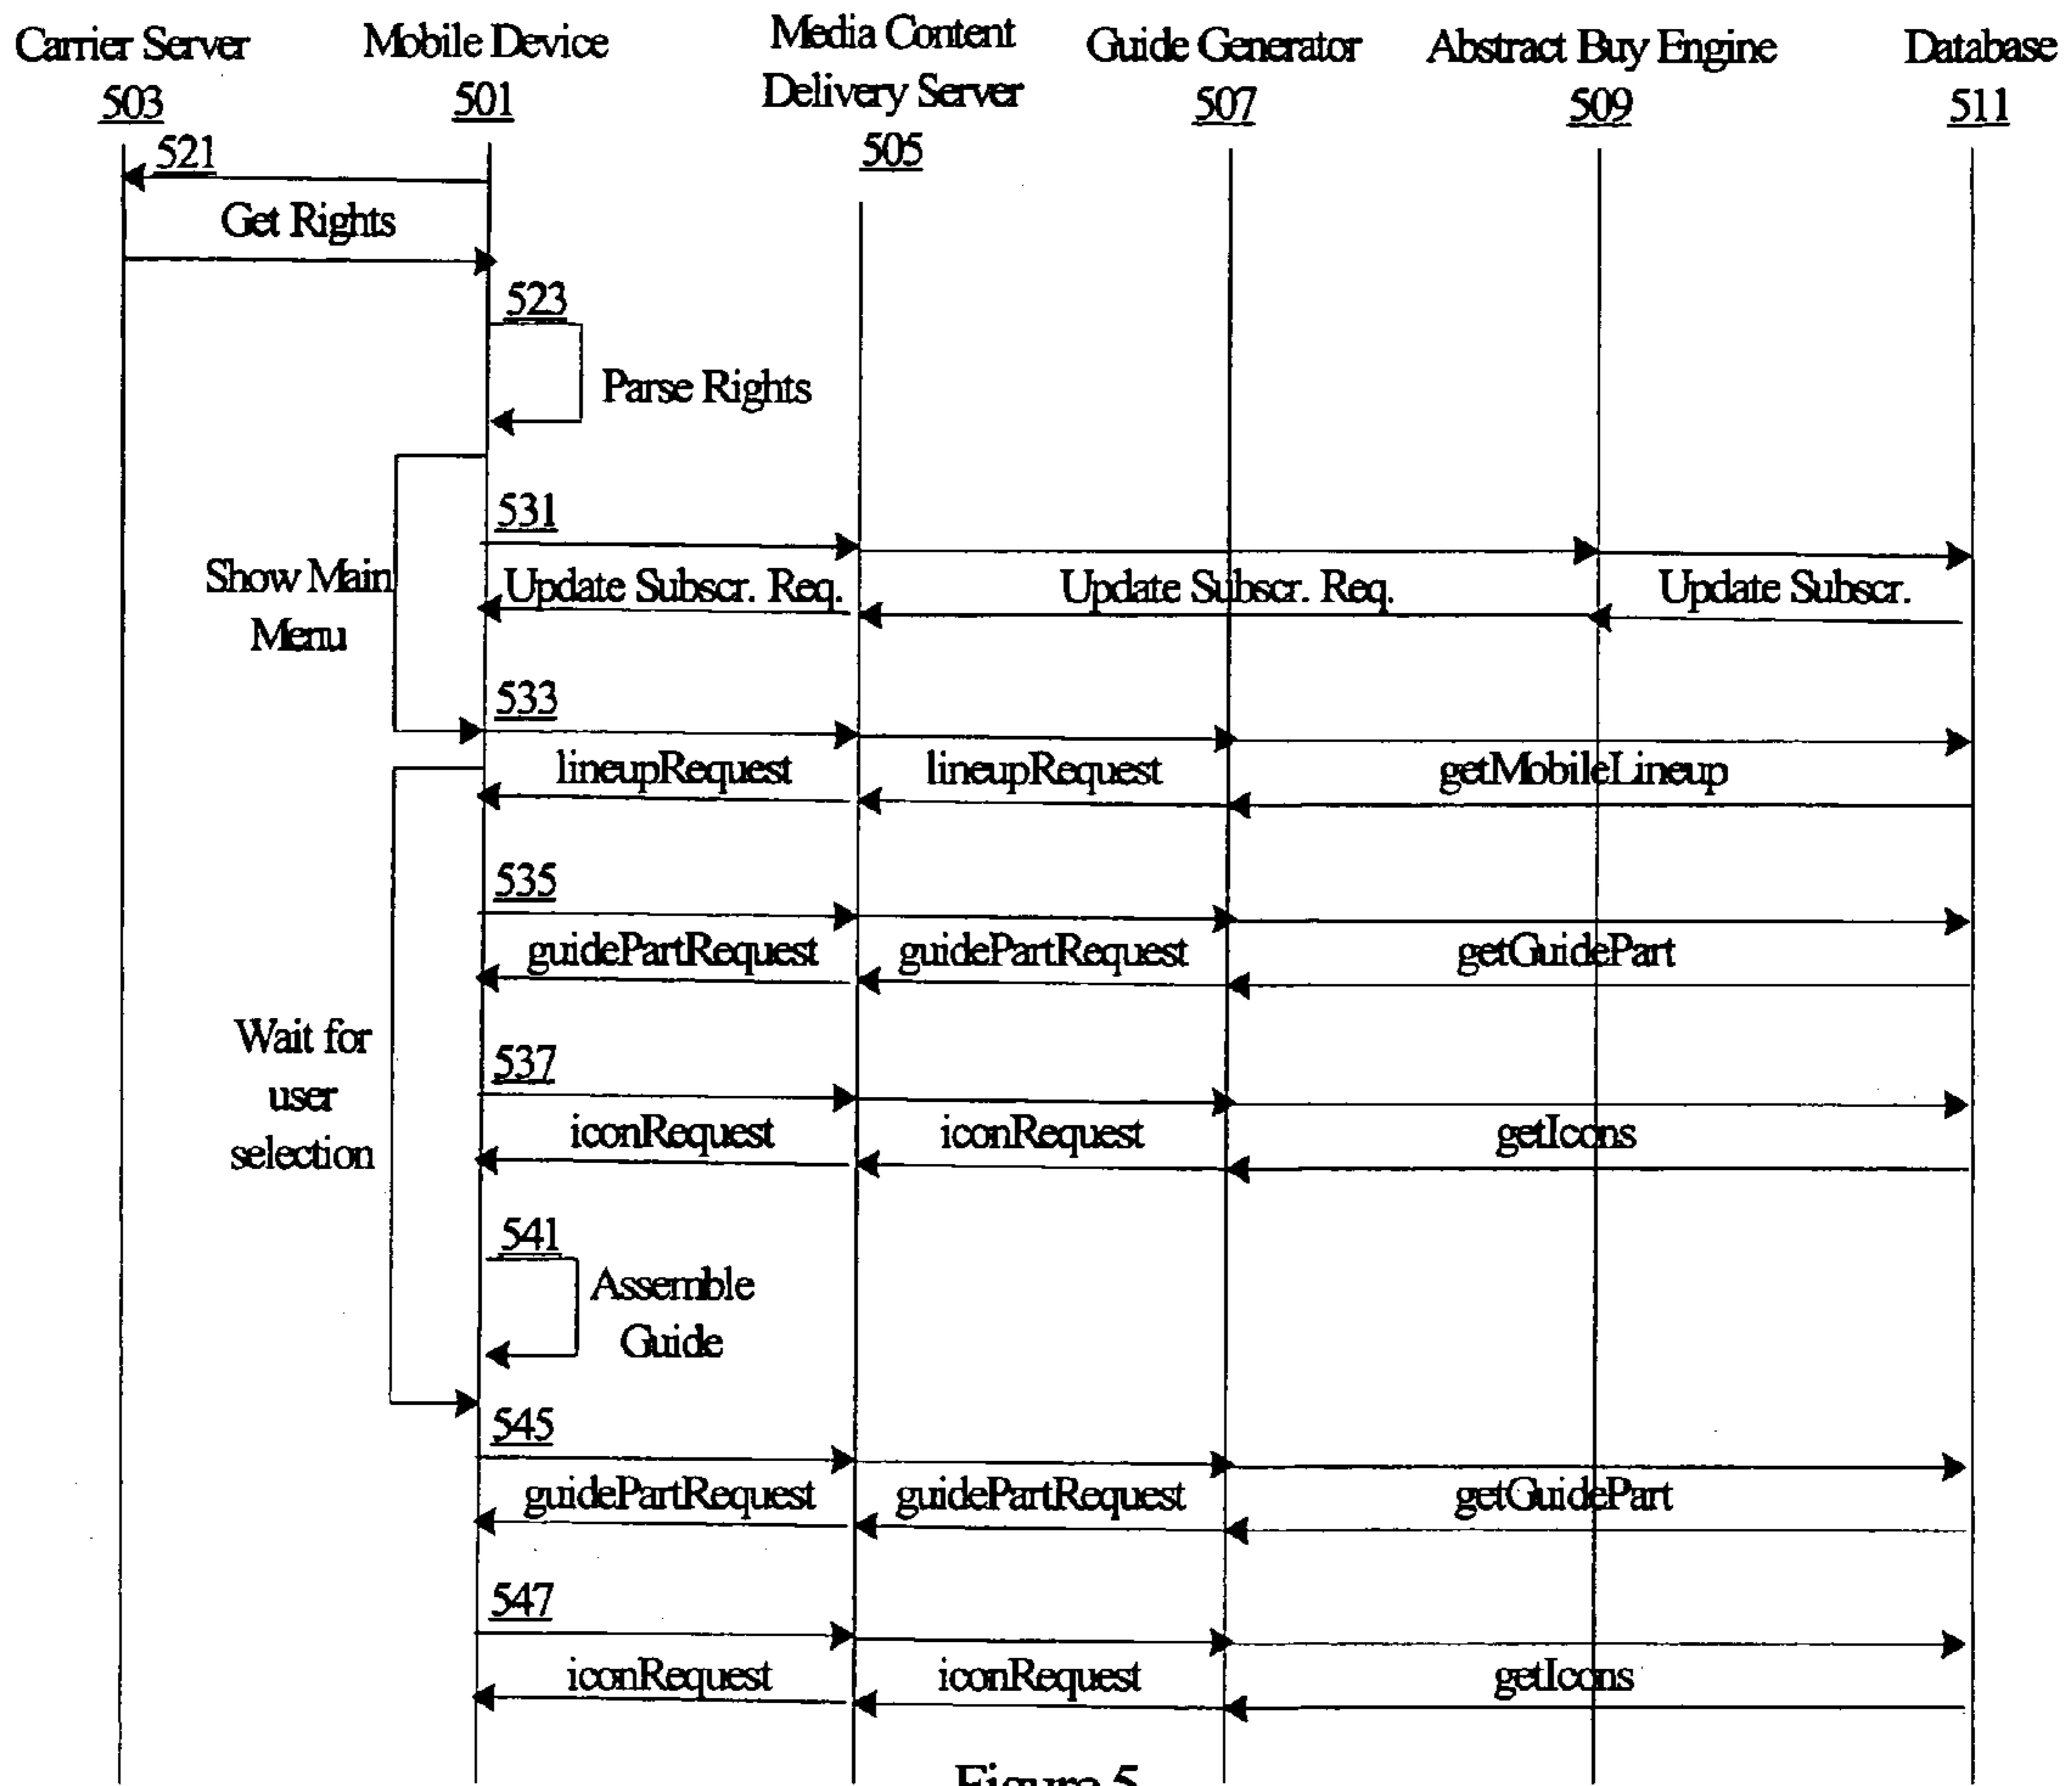 Carrier Server
503
Mobile Device
501
Media Content
Delivery Server
505
Guide Generator
507
Abstract Buy Engine
509
Database
511
521
Get Rights
523
Parse Rights
Show Main
Menu
531
Update Subscr. Req.
Update Subscr. Req.
Update Subscr.
533
lineupRequest
lineupRequest
getMobileLineup
Wait for
user
selection
535
guidePartRequest
guidePartRequest
getGuidePart
537
iconRequest
iconRequest
getIcons
541
Assemble
Guide
545
guidePartRequest
guidePartRequest
getGuidePart
547
iconRequest
iconRequest
getIcons
Figure 5